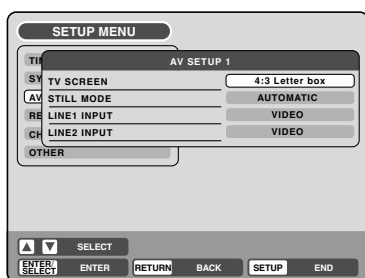 SETUP MENU
AV SETUP 1
TV SCREEN 4:3 Letter box
STILL MODE AUTOMATIC
LINE1 INPUT VIDEO
LINE2 INPUT VIDEO
SY
AV
RE
CH
OTHER
SELECT
ENTER/SELECT ENTER RETURN BACK SETUP END